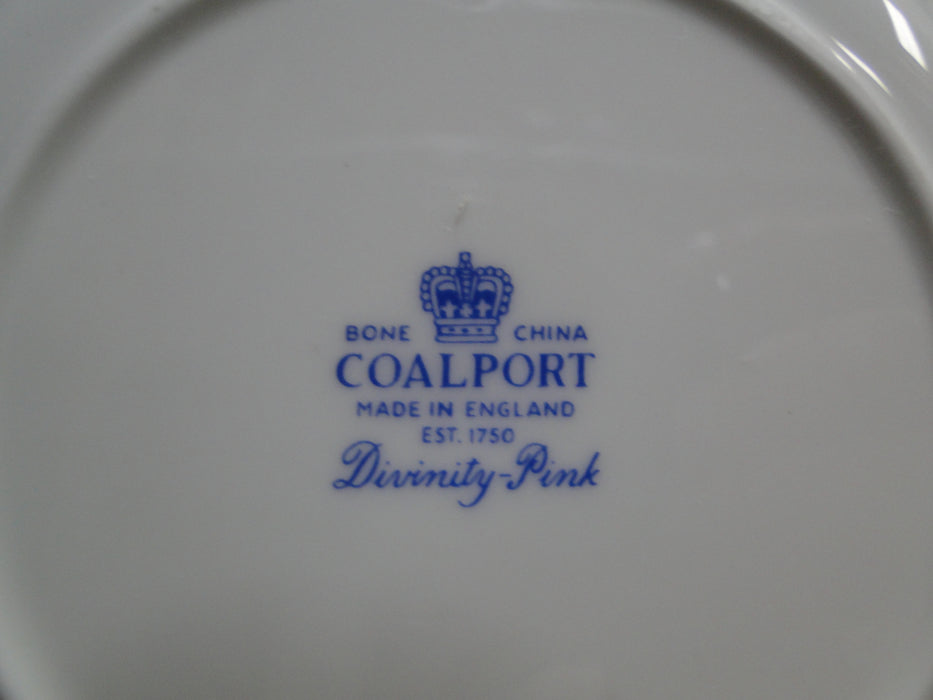 BONE CHINA
COALPORT
MADE IN ENGLAND
EST. 1750
Divinity-Pink